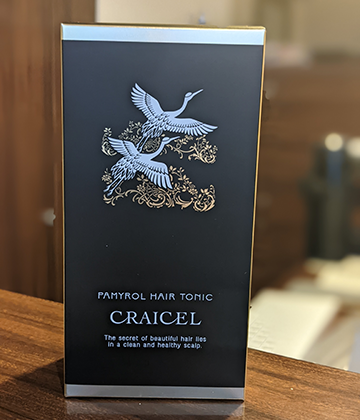 PAMYROL HAIR TONIC
CRAICEL
The secret of beautiful hair lies
in a clean and healthy scalp.